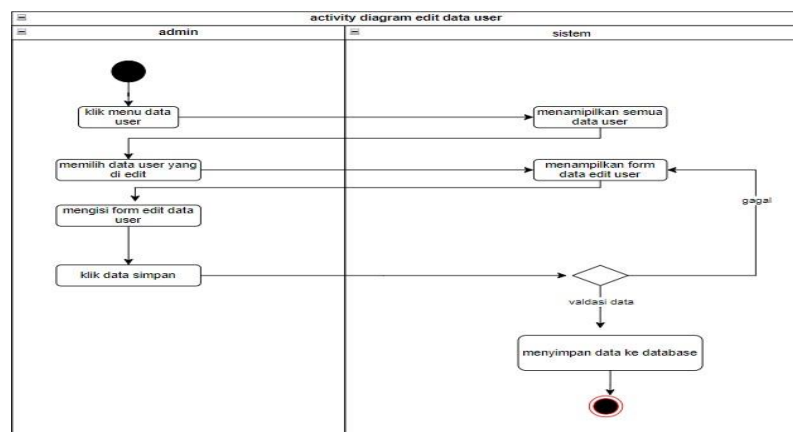 activity diagram edit data user
admin
sistem
klik menu data
user
menamipilkan semua
data user
memilih data user yang
di edit
menampilkan form
data edit user
mengisi form edit data
user
gagal
klik data simpan
valdasi data
menyimpan data ke database